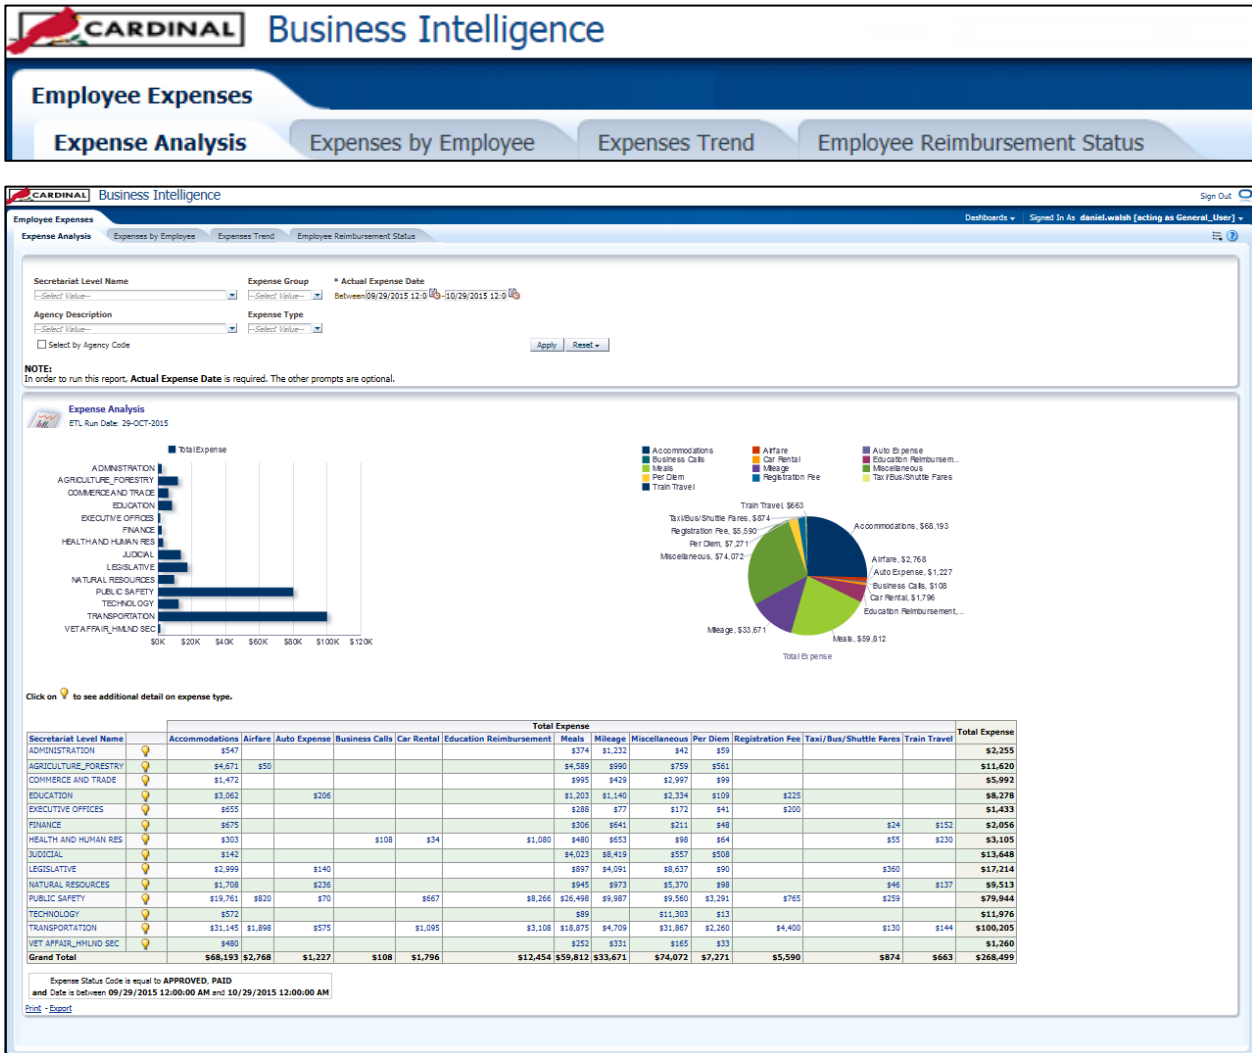 CARDINAL Business Intelligence
Employee Expenses
Expense Analysis Expenses by Employee Expenses Trend Employee Reimbursement Status
CARDINAL Business Intelligence Sign Out
Employee Expenses Dashboards Signed In As daniel.walsh [acting as General_User]
Expense Analysis Expenses by Employee Expenses Trend Employee Reimbursement Status
Secretariat Level Name Expense Group * Actual Expense Date
--Select Value-- --Select Value-- Between 09/29/2015 12:0 - 10/29/2015 12:0
Agency Description Expense Type
--Select Value-- --Select Value--
Select by Agency Code Apply Reset
NOTE:
In order to run this report, Actual Expense Date is required. The other prompts are optional.
Expense Analysis
ETL Run Date: 29-OCT-2015
Total Expense
ADMINISTRATION
AGRICULTURE_FORESTRY
COMMERCE AND TRADE
EDUCATION
EXECUTIVE OFFICES
FINANCE
HEALTH AND HUMAN RES
JUDICIAL
LEGISLATIVE
NATURAL RESOURCES
PUBLIC SAFETY
TECHNOLOGY
TRANSPORTATION
VET AFFAIR_HMLND SEC
$0K $20K $40K $60K $80K $100K $120K
Accommodations Airfare Auto Expense
Business Calls Car Rental Education Reimbursem...
Meals Mileage Miscellaneous
Per Diem Registration Fee Taxi/Bus/Shuttle Fares
Train Travel
Train Travel, $663
Taxi/Bus/Shuttle Fares, $874
Registration Fee, $5,590
Per Diem, $7,271
Miscellaneous, $74,072
Accommodations, $68,193
Airfare, $2,768
Auto Expense, $1,227
Business Calls, $108
Car Rental, $1,796
Education Reimbursement,...
Mileage, $33,671
Meals, $59,812
Total Expense
Click on to see additional detail on expense type.
Total Expense
Secretariat Level Name Accommodations Airfare Auto Expense Business Calls Car Rental Education Reimbursement Meals Mileage Miscellaneous Per Diem Registration Fee Taxi/Bus/Shuttle Fares Train Travel Total Expense
ADMINISTRATION $547 $374 $1,232 $42 $59 $2,255
AGRICULTURE_FORESTRY $4,671 $50 $4,589 $990 $759 $561 $11,620
COMMERCE AND TRADE $1,472 $995 $429 $2,997 $99 $5,992
EDUCATION $3,062 $206 $1,203 $1,140 $2,334 $109 $225 $8,278
EXECUTIVE OFFICES $655 $288 $77 $172 $41 $200 $1,433
FINANCE $675 $306 $641 $211 $48 $24 $152 $2,056
HEALTH AND HUMAN RES $303 $108 $34 $1,080 $480 $653 $98 $64 $55 $230 $3,105
JUDICIAL $142 $4,023 $8,419 $557 $508 $13,648
LEGISLATIVE $2,999 $140 $897 $4,091 $8,637 $90 $360 $17,214
NATURAL RESOURCES $1,708 $236 $945 $973 $5,370 $98 $46 $137 $9,513
PUBLIC SAFETY $19,761 $820 $70 $667 $8,266 $26,498 $9,987 $9,560 $3,291 $765 $259 $79,944
TECHNOLOGY $572 $89 $11,303 $13 $11,976
TRANSPORTATION $31,145 $1,898 $575 $1,095 $3,108 $18,875 $4,709 $31,867 $2,260 $4,400 $130 $144 $100,205
VET AFFAIR_HMLND SEC $480 $252 $331 $165 $33 $1,260
Grand Total $68,193 $2,768 $1,227 $108 $1,796 $12,454 $59,812 $33,671 $74,072 $7,271 $5,590 $874 $663 $268,499
Expense Status Code is equal to APPROVED, PAID
and Date is between 09/29/2015 12:00:00 AM and 10/29/2015 12:00:00 AM
Print - Export